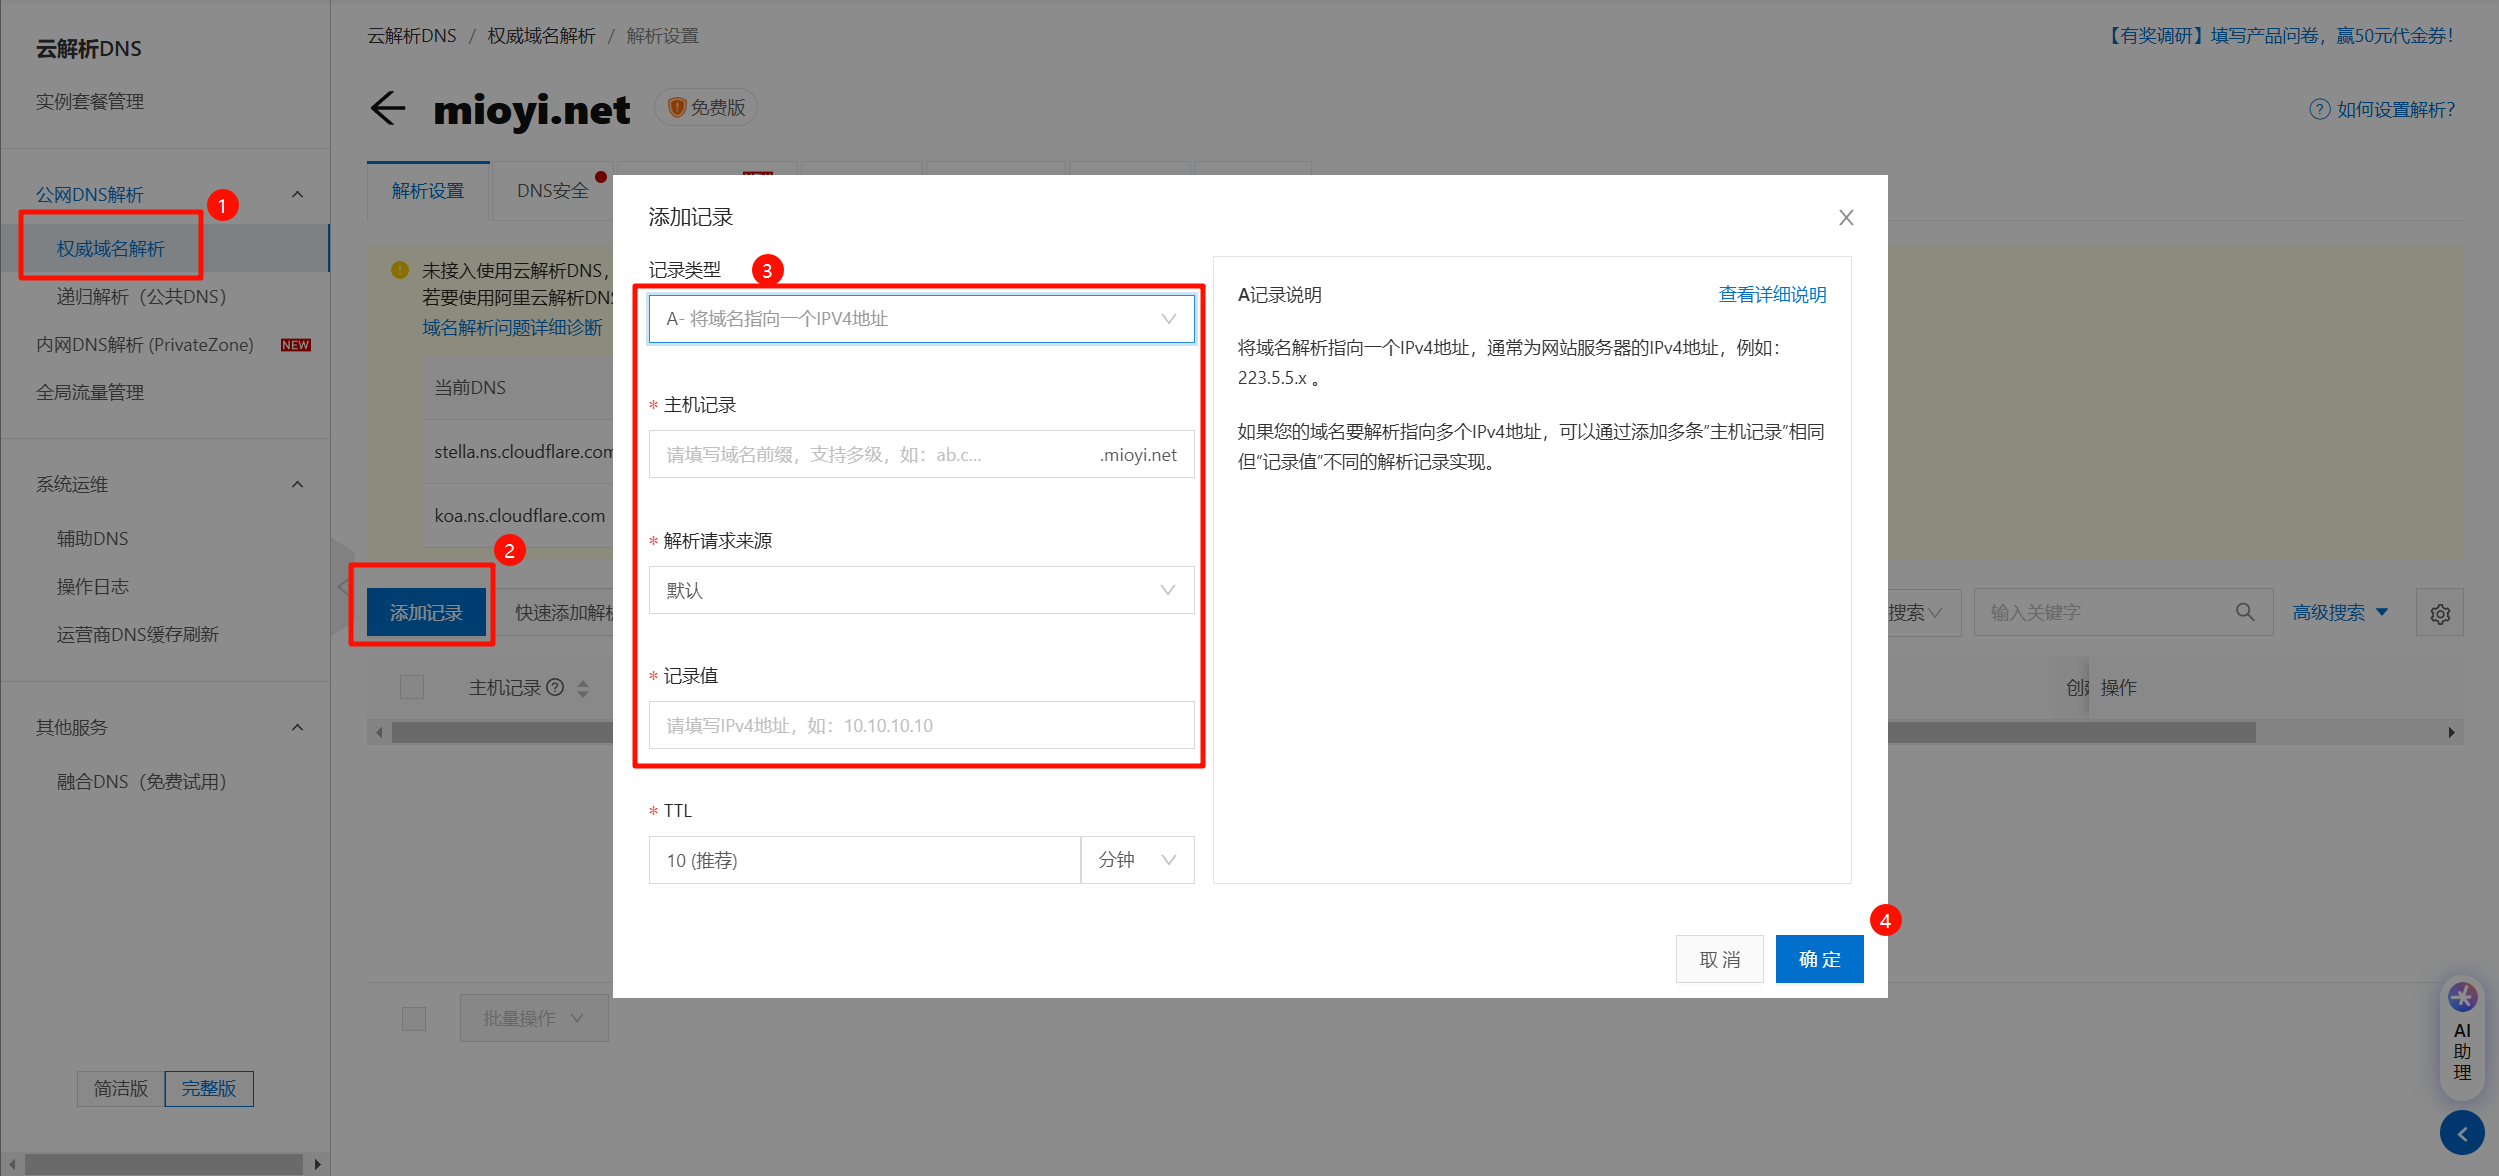 云解析DNS
实例套餐管理
公网DNS解析
1
权威域名解析
递归解析（公共DNS）
内网DNS解析 (PrivateZone) NEW
全局流量管理
系统运维
辅助DNS
操作日志
运营商DNS缓存刷新
其他服务
融合DNS（免费试用）
简洁版 完整版
云解析DNS / 权威域名解析 / 解析设置
【有奖调研】填写产品问卷，赢50元代金券！
mioyi.net 免费版
如何设置解析?
解析设置 DNS安全
未接入使用云解析DNS，
若要使用阿里云解析DNS
域名解析问题详细诊断
当前DNS
stella.ns.cloudflare.com
koa.ns.cloudflare.com
2
添加记录 快速添加解析
搜索 输入关键字 高级搜索
主机记录 操作
批量操作
添加记录
记录类型 3
A- 将域名指向一个IPV4地址
* 主机记录
请填写域名前缀，支持多级，如：ab.c... .mioyi.net
* 解析请求来源
默认
* 记录值
请填写IPv4地址，如：10.10.10.10
* TTL
10 (推荐) 分钟
A记录说明 查看详细说明
将域名解析指向一个IPv4地址，通常为网站服务器的IPv4地址，例如：
223.5.5.x 。
如果您的域名要解析指向多个IPv4地址，可以通过添加多条"主机记录"相同
但"记录值"不同的解析记录实现。
4
取消 确定
AI
助
理